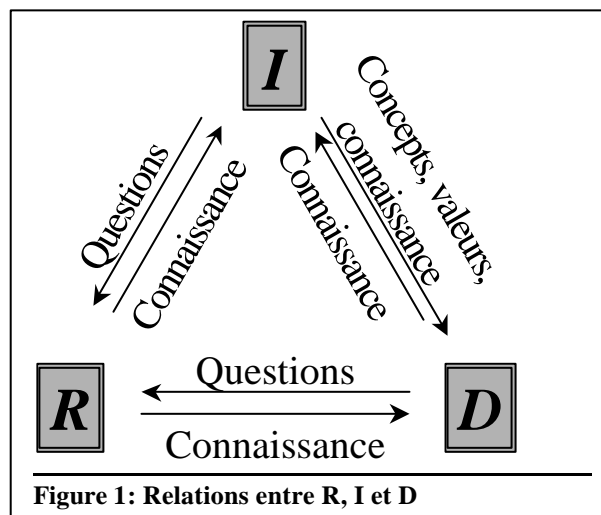 I
Questions
Connaissance
Connaissance
Concepts, valeurs,
connaissance
R
Questions
Connaissance
D
Figure 1: Relations entre R, I et D